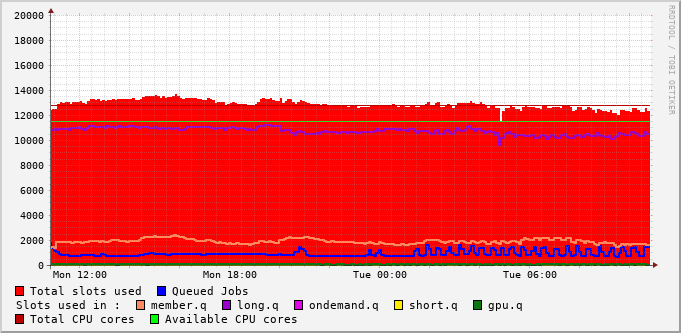 20000
18000
16000
14000
12000
10000
8000
6000
4000
2000
0
Mon 12:00 Mon 18:00 Tue 00:00 Tue 06:00
RRDTOOL / TOBI OETIKER
Total slots used Queued Jobs
Slots used in : member.q long.q ondemand.q short.q gpu.q
Total CPU cores Available CPU cores